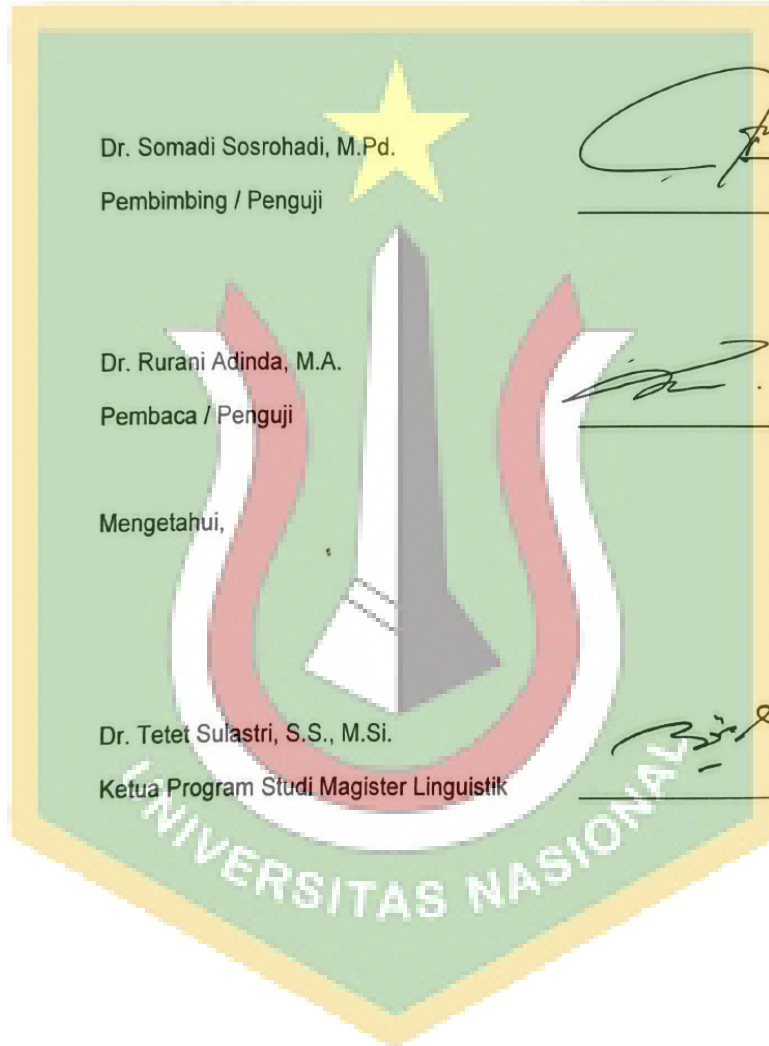 Dr. Somadi Sosrohadi, M.Pd.
Pembimbing / Penguji
Dr. Rurani Adinda, M.A.
Pembaca / Penguji
Mengetahui,
Dr. Tetet Sulastri, S.S., M.Si.
Ketua Program Studi Magister Linguistik
UNIVERSITAS NASIONAL